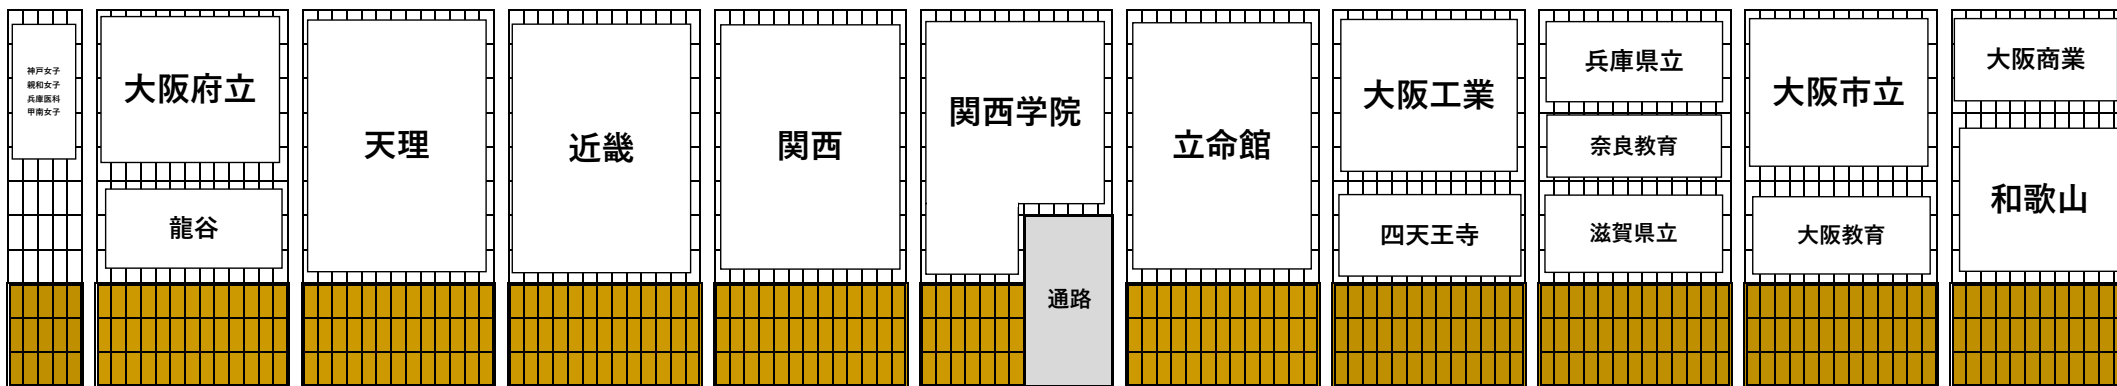 神戸女子
親和女子
兵庫医科
甲南女子
大阪府立
龍谷
天理
近畿
関西
関西学院
通路
立命館
大阪工業
四天王寺
兵庫県立
奈良教育
滋賀県立
大阪市立
大阪教育
大阪商業
和歌山